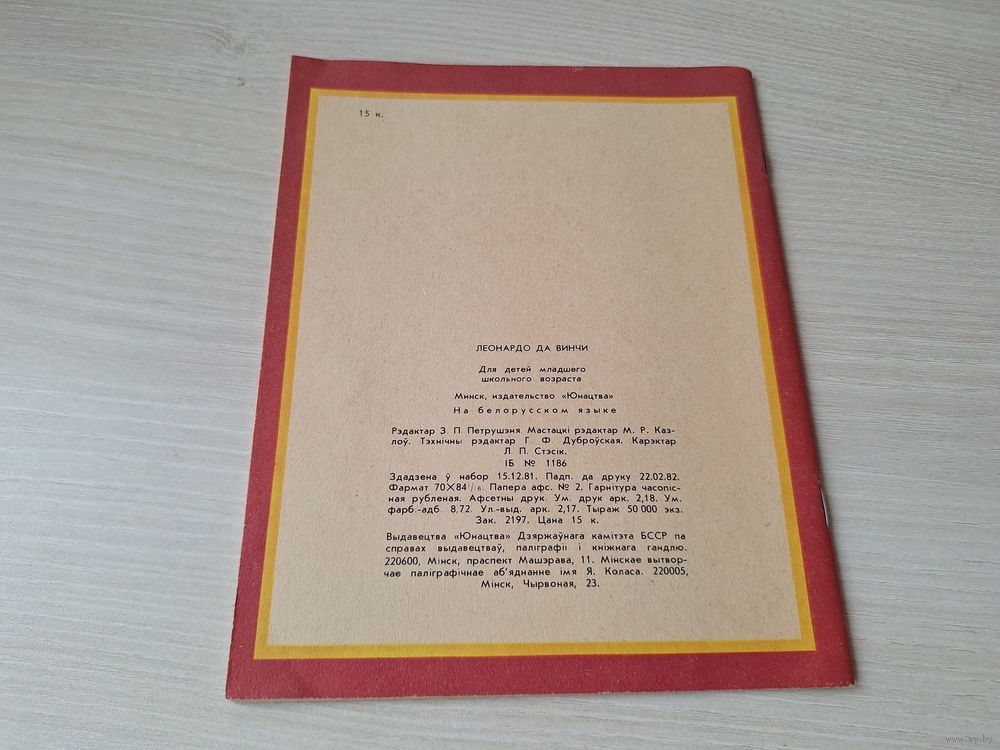 15 к.
ЛЕОНАРДО ДА ВИНЧИ
Для детей младшего
школьного возраста
Минск, издательство «Юнацтва»
На белорусском языке
Рэдактар З. П. Петрушэня. Мастацкі рэдактар М. Р. Каз-
лоў. Тэхнічны рэдактар Г. Ф. Дуброўская. Карэктар
Л. П. Стэсік.
ІБ № 1186
Здадзена ў набор 15.12.81. Падп. да друку 22.02.82.
Фармат 70×84/16. Папера афс. № 2. Гарнітура часопіс-
ная рубленая. Афсетны друк. Ум. друк арк. 2,18. Ум.
фарб.-адб. 8,72. Ул.-выд. арк. 2,17. Тыраж 50 000 экз.
Зак. 2197. Цана 15 к.
Выдавецтва «Юнацтва» Дзяржаўнага камітэта БССР па
справах выдавецтваў, паліграфіі і кніжнага гандлю.
220600, Мінск, праспект Машэрава, 11. Мінскае вытвор-
чае паліграфічнае аб'яднанне імя Я. Коласа. 220005,
Мінск, Чырвоная, 23.
www.ay.by